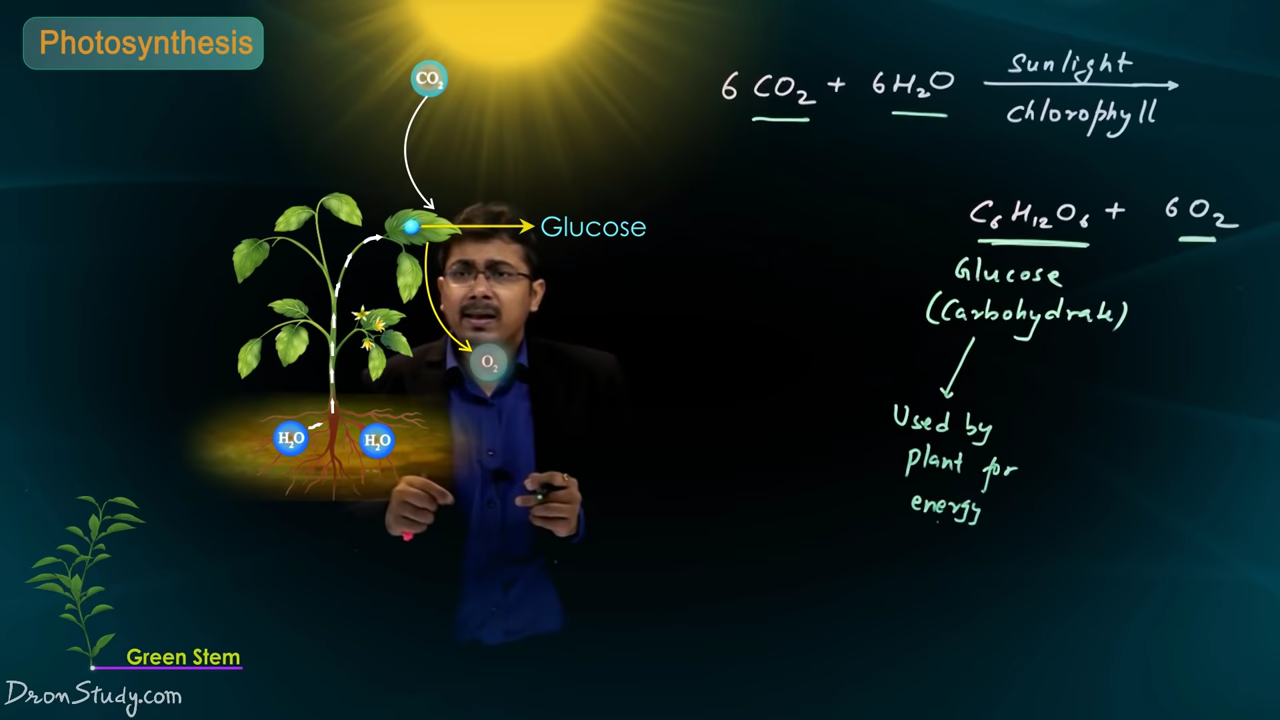 Photosynthesis
CO₂
6 CO₂ + 6H₂O sunlight
chlorophyll
C₆H₁₂O₆ + 6O₂
Glucose
Glucose
(Carbohydrate)
O₂
Used by
plant for
energy
H₂O H₂O
Green Stem
DronStudy.com